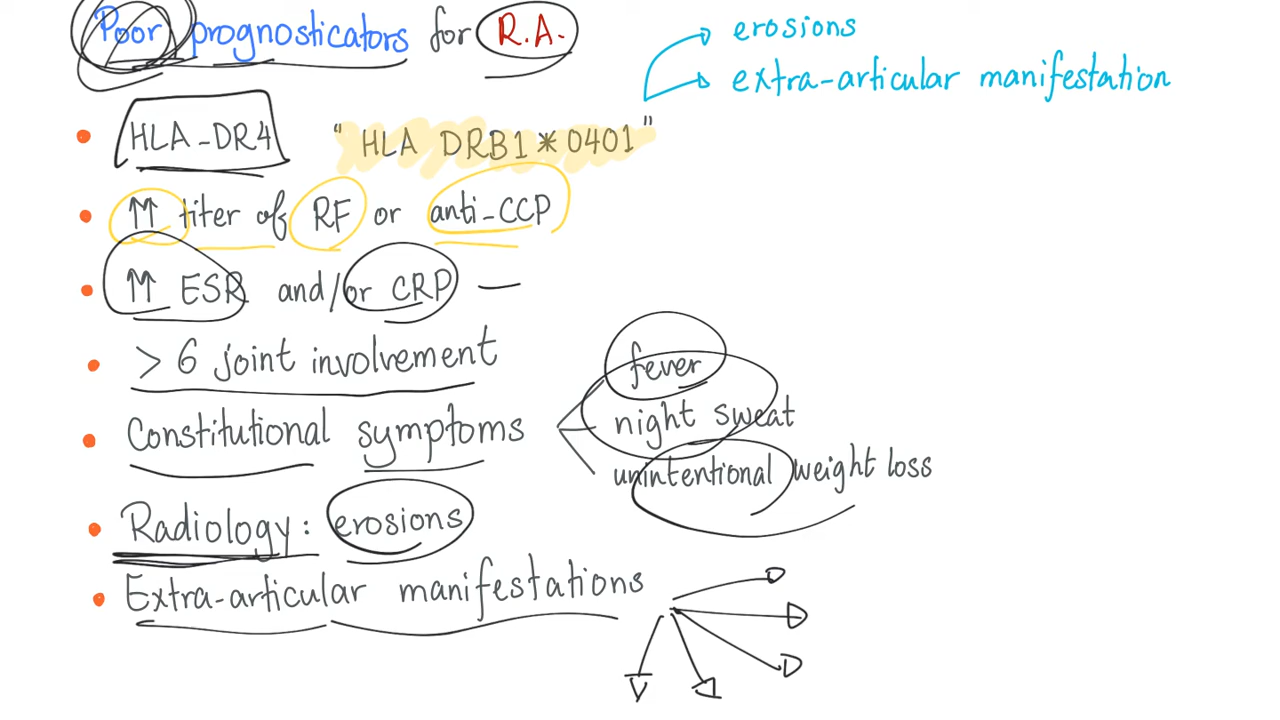 Poor prognosticators for R.A.
erosions
extra-articular manifestation
• HLA-DR4 "HLA DRB1*0401"
• ↑↑ titer of RF or anti-CCP
• ↑↑ ESR and/or CRP —
• > 6 joint involvement
• Constitutional symptoms
fever
night sweat
unintentional weight loss
• Radiology: erosions
• Extra-articular manifestations